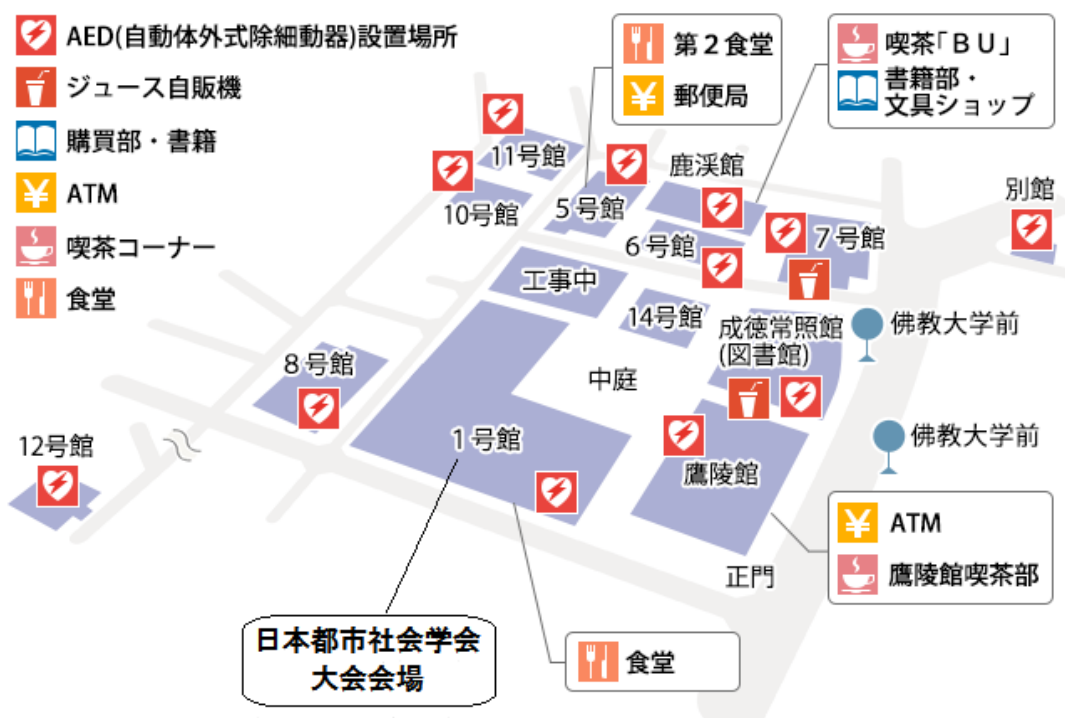 AED(自動体外式除細動器)設置場所
ジュース自販機
購買部・書籍
¥ ATM
喫茶コーナー
食堂
第２食堂
¥ 郵便局
喫茶「ＢＵ」
書籍部・
文具ショップ
11号館
10号館
５号館
鹿渓館
６号館
７号館
別館
工事中
14号館
成徳常照館
(図書館)
佛教大学前
８号館
中庭
１号館
鷹陵館
佛教大学前
12号館
¥ ATM
鷹陵館喫茶部
正門
日本都市社会学会
大会会場
食堂